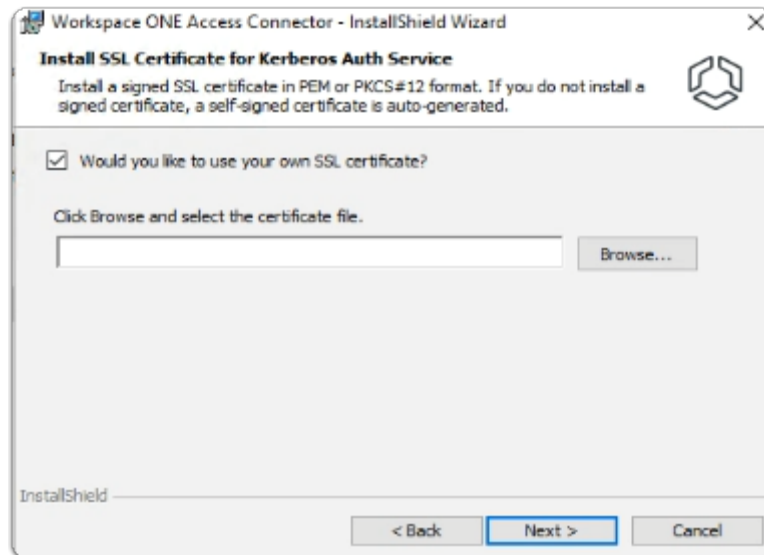 Workspace ONE Access Connector - InstallShield Wizard
Install SSL Certificate for Kerberos Auth Service
Install a signed SSL certificate in PEM or PKCS#12 format. If you do not install a
signed certificate, a self-signed certificate is auto-generated.
Would you like to use your own SSL certificate?
Click Browse and select the certificate file.
Browse...
InstallShield
< Back Next > Cancel